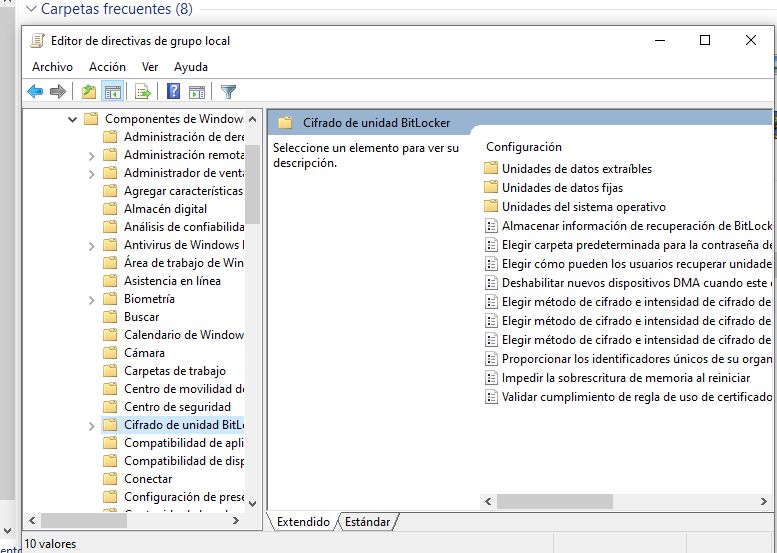 Carpetas frecuentes (8)
Editor de directivas de grupo local
Archivo Acción Ver Ayuda
Componentes de Window
Administración de dere
Administración remota
Administrador de venta
Agregar características
Almacén digital
Análisis de confiabilida
Antivirus de Windows
Área de trabajo de Win
Asistencia en línea
Biometría
Buscar
Calendario de Window
Cámara
Carpetas de trabajo
Centro de movilidad de
Centro de seguridad
Cifrado de unidad BitLo
Compatibilidad de apli
Compatibilidad de disp
Conectar
Configuración de prese
Cifrado de unidad BitLocker
Seleccione un elemento para ver su
descripción.
Configuración
Unidades de datos extraíbles
Unidades de datos fijas
Unidades del sistema operativo
Almacenar información de recuperación de BitLock
Elegir carpeta predeterminada para la contraseña de
Elegir cómo pueden los usuarios recuperar unidade
Deshabilitar nuevos dispositivos DMA cuando este
Elegir método de cifrado e intensidad de cifrado de
Elegir método de cifrado e intensidad de cifrado de
Elegir método de cifrado e intensidad de cifrado de
Proporcionar los identificadores únicos de su organ
Impedir la sobrescritura de memoria al reiniciar
Validar cumplimiento de regla de uso de certificado
Extendido Estándar
10 valores